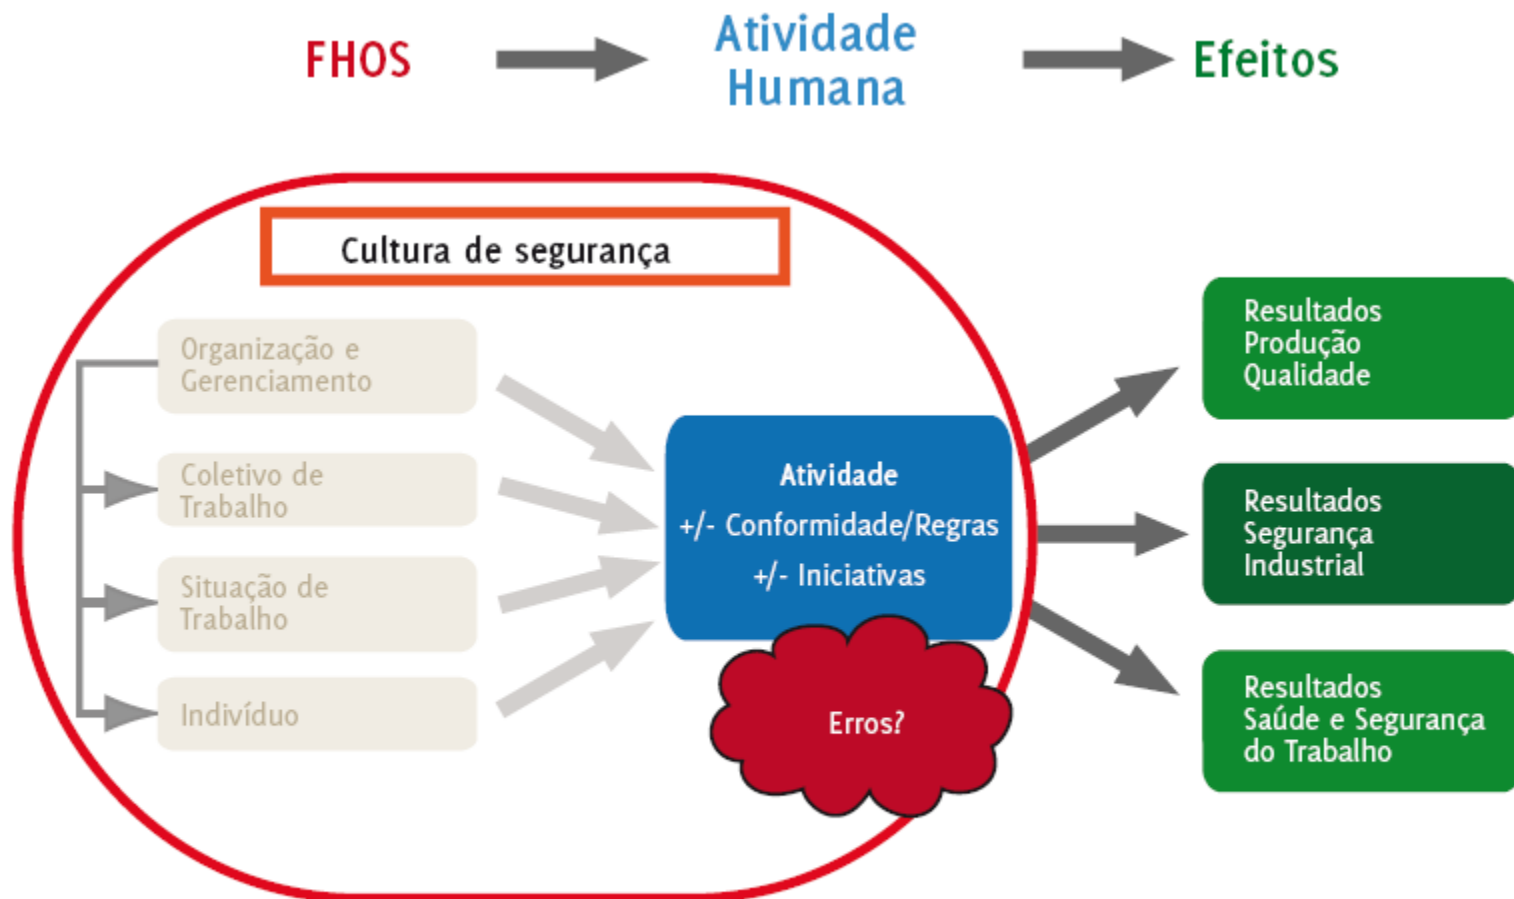 FHOS
Atividade
Humana
Efeitos
Cultura de segurança
Organização e
Gerenciamento
Coletivo de
Trabalho
Situação de
Trabalho
Indivíduo
Atividade
+/- Conformidade/Regras
+/- Iniciativas
Erros?
Resultados
Produção
Qualidade
Resultados
Segurança
Industrial
Resultados
Saúde e Segurança
do Trabalho